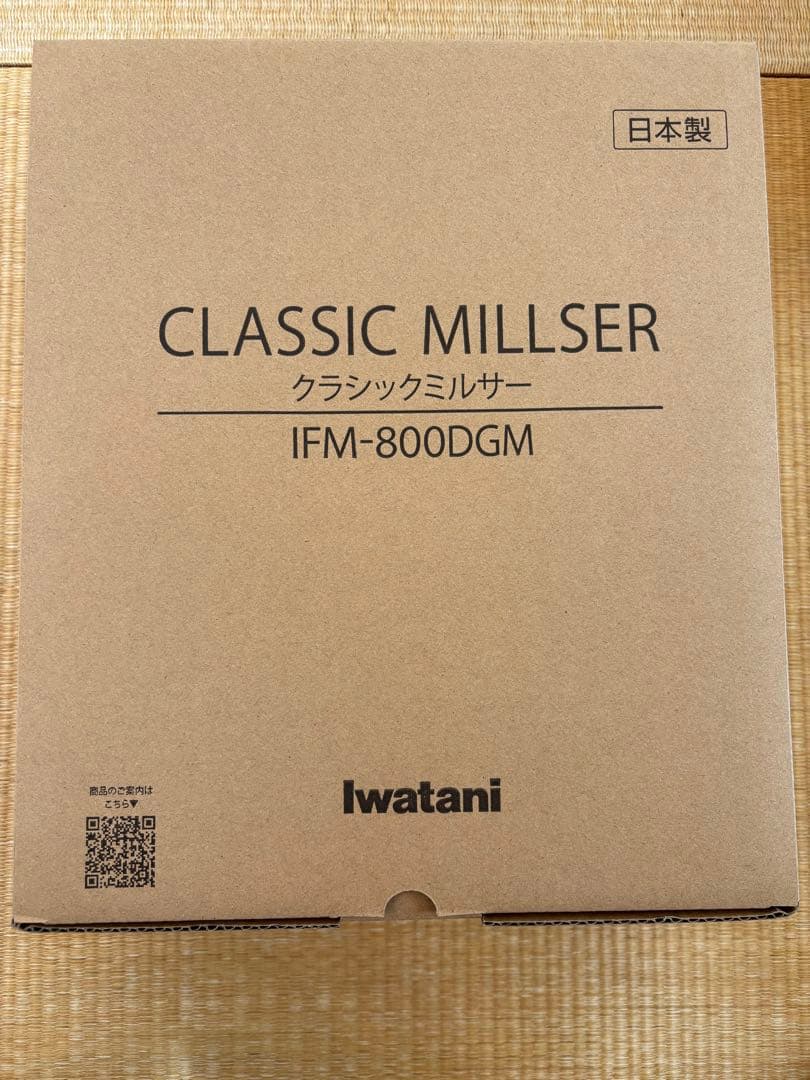 日本製
CLASSIC MILLSER
クラシックミルサー
IFM-800DGM
商品のご案内は
こちら▼
Iwatani